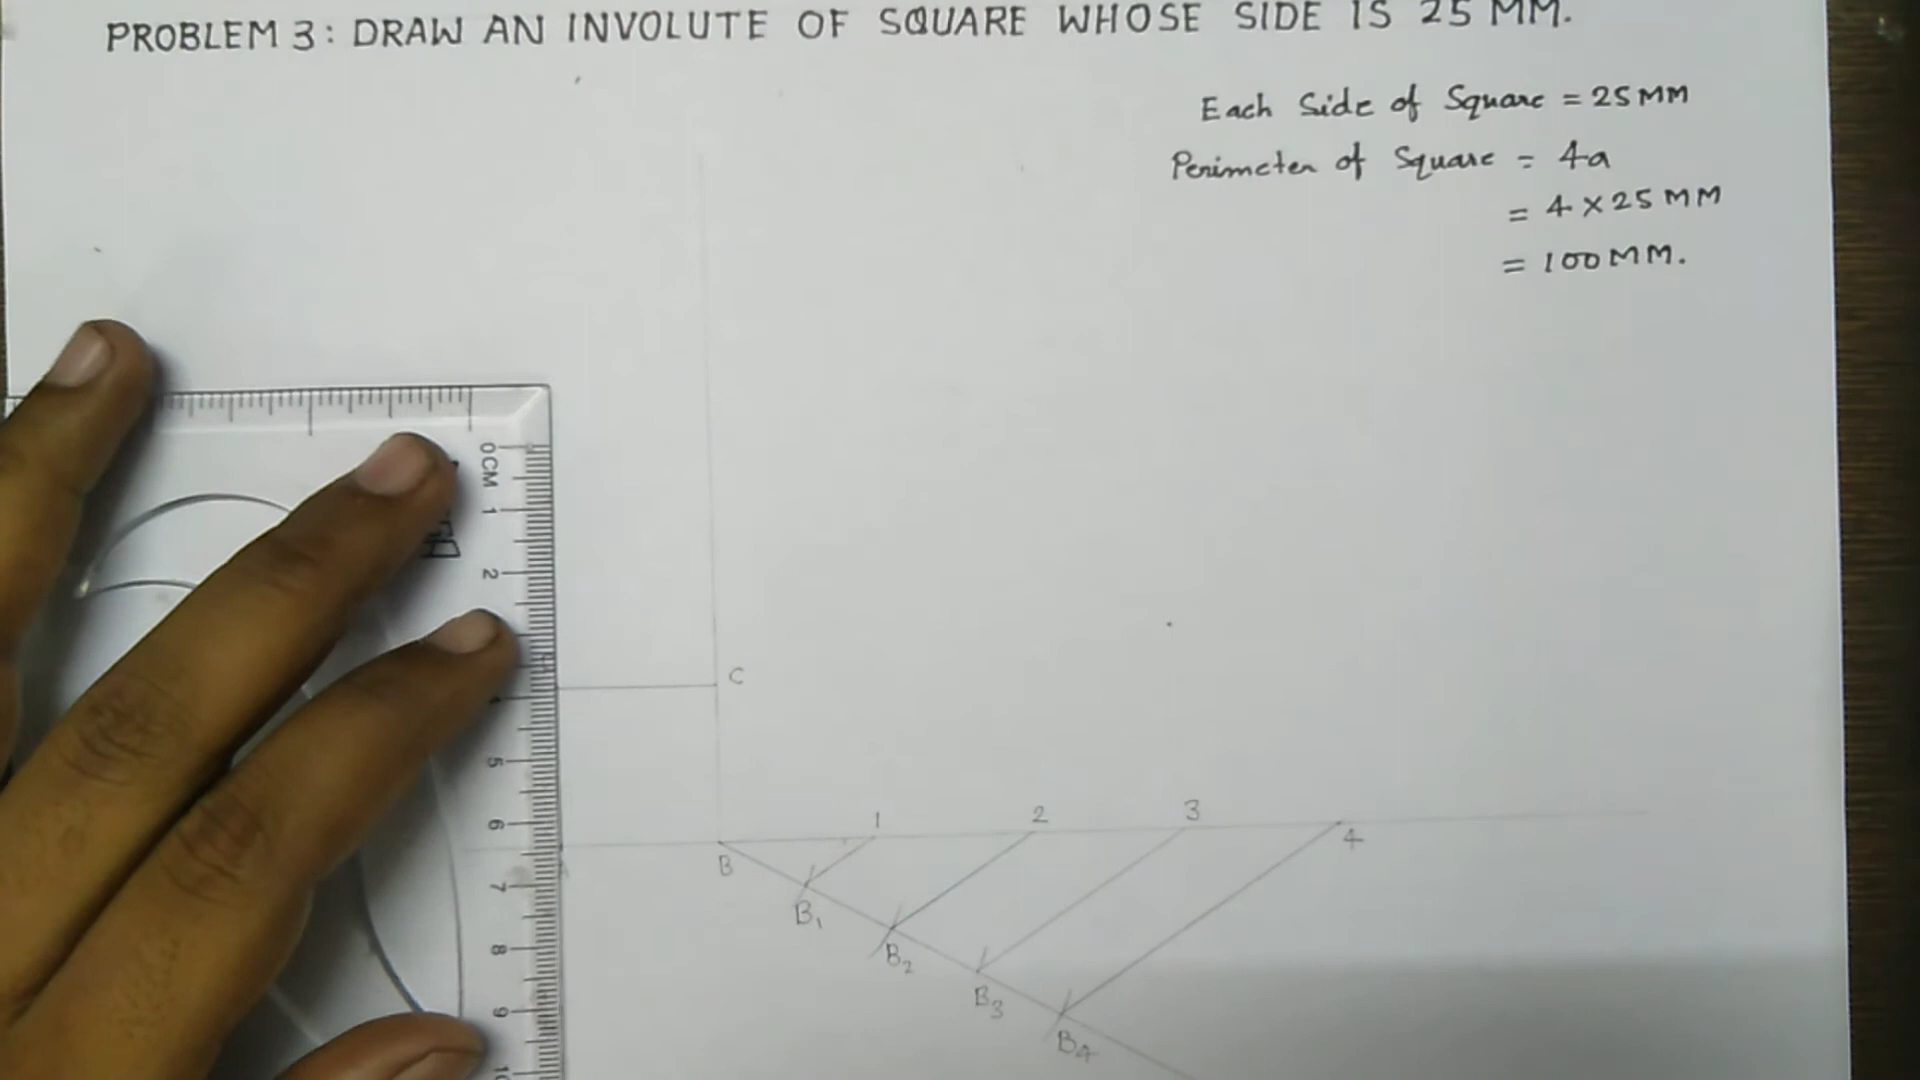 PROBLEM 3: DRAW AN INVOLUTE OF SQUARE WHOSE SIDE IS 25 MM.
Each Side of Square = 25MM
Perimeter of Square = 4a
= 4 X 25 MM
= 100 MM.
0CM
1
2
5
6
7
8
9
C
1
2
3
4
A
B
B1
B2
B3
B4